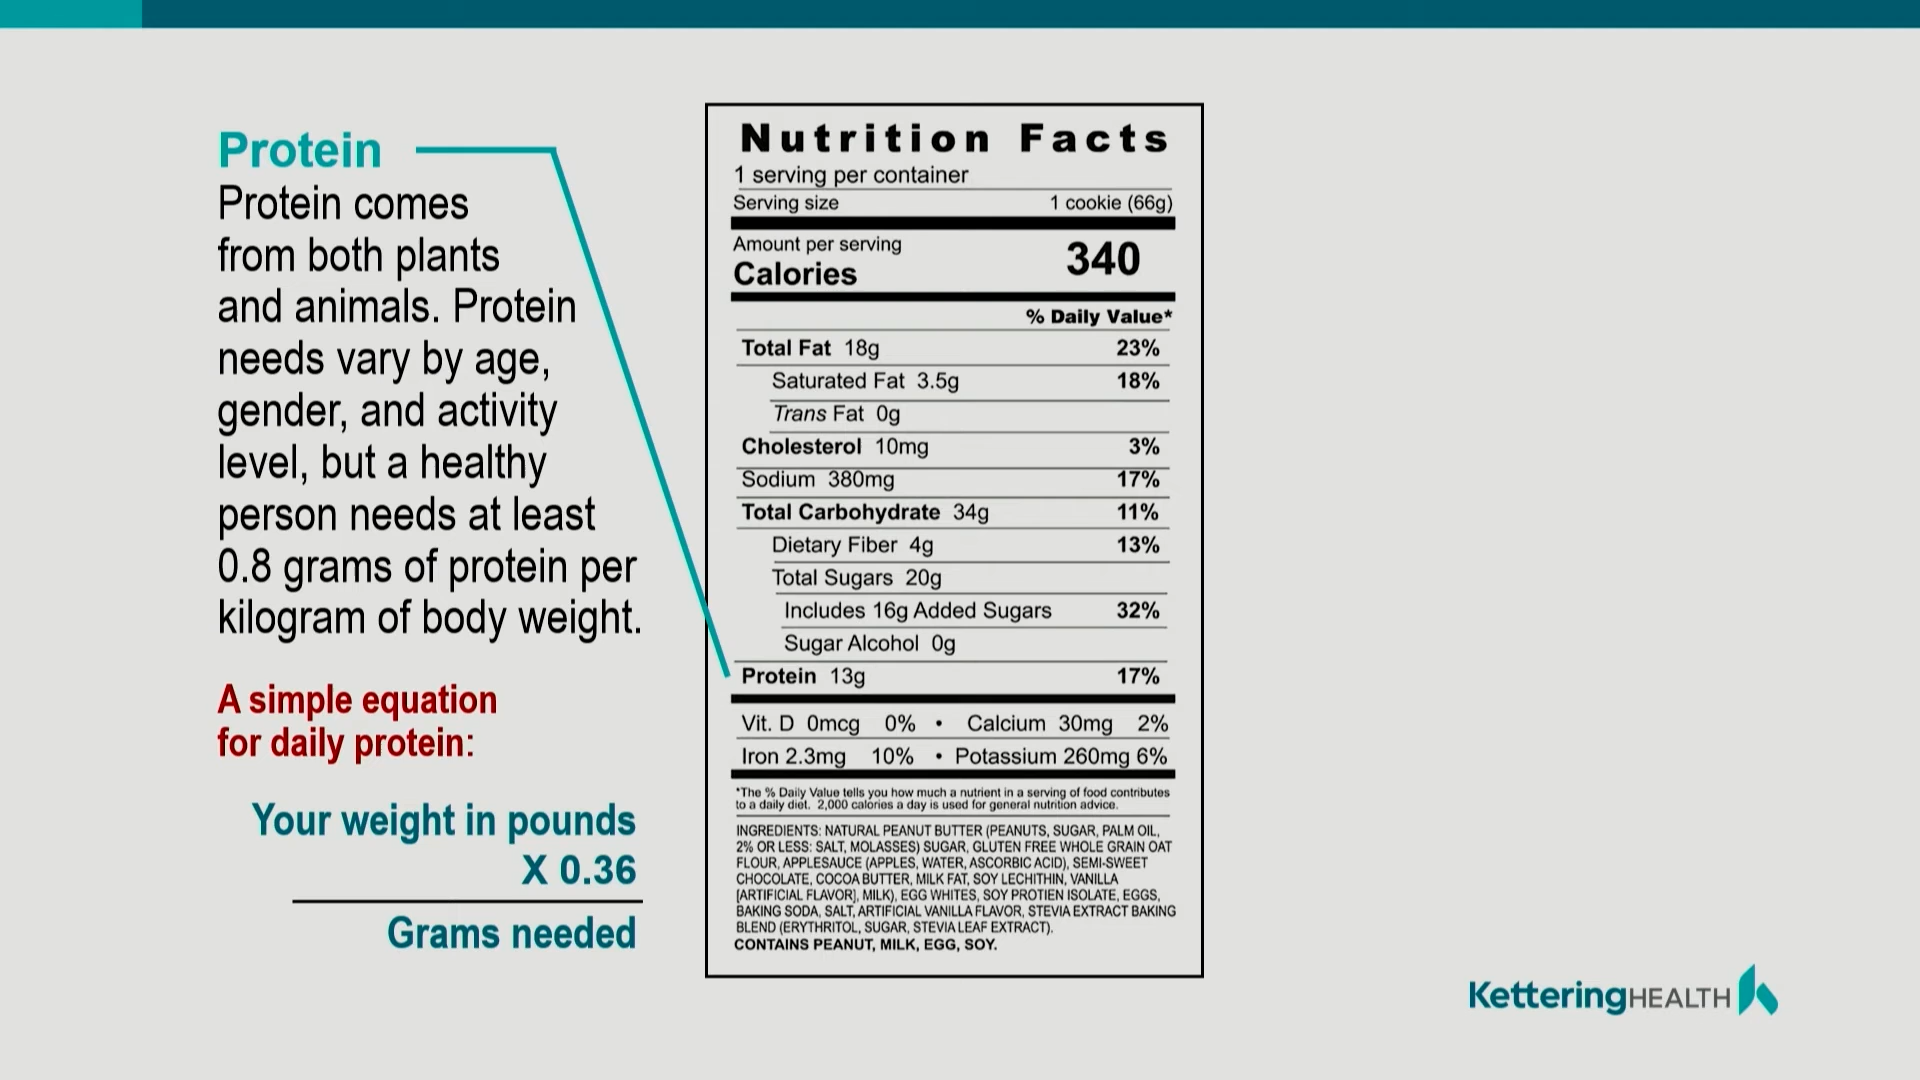 Protein
Protein comes
from both plants
and animals. Protein
needs vary by age,
gender, and activity
level, but a healthy
person needs at least
0.8 grams of protein per
kilogram of body weight.
A simple equation
for daily protein:
Your weight in pounds
X 0.36
Grams needed
Nutrition Facts
1 serving per container
Serving size 1 cookie (66g)
Amount per serving
Calories 340
% Daily Value*
Total Fat 18g 23%
Saturated Fat 3.5g 18%
Trans Fat 0g
Cholesterol 10mg 3%
Sodium 380mg 17%
Total Carbohydrate 34g 11%
Dietary Fiber 4g 13%
Total Sugars 20g
Includes 16g Added Sugars 32%
Sugar Alcohol 0g
Protein 13g 17%
Vit. D 0mcg 0% • Calcium 30mg 2%
Iron 2.3mg 10% • Potassium 260mg 6%
*The % Daily Value tells you how much a nutrient in a serving of food contributes
to a daily diet. 2,000 calories a day is used for general nutrition advice.
INGREDIENTS: NATURAL PEANUT BUTTER (PEANUTS, SUGAR, PALM OIL,
2% OR LESS: SALT, MOLASSES) SUGAR, GLUTEN FREE WHOLE GRAIN OAT
FLOUR, APPLESAUCE (APPLES, WATER, ASCORBIC ACID), SEMI-SWEET
CHOCOLATE, COCOA BUTTER, MILK FAT, SOY LECHITHIN, VANILLA
[ARTIFICIAL FLAVOR], MILK), EGG WHITES, SOY PROTIEN ISOLATE, EGGS,
BAKING SODA, SALT, ARTIFICIAL VANILLA FLAVOR, STEVIA EXTRACT BAKING
BLEND (ERYTHRITOL, SUGAR, STEVIA LEAF EXTRACT).
CONTAINS PEANUT, MILK, EGG, SOY.
KetteringHEALTH